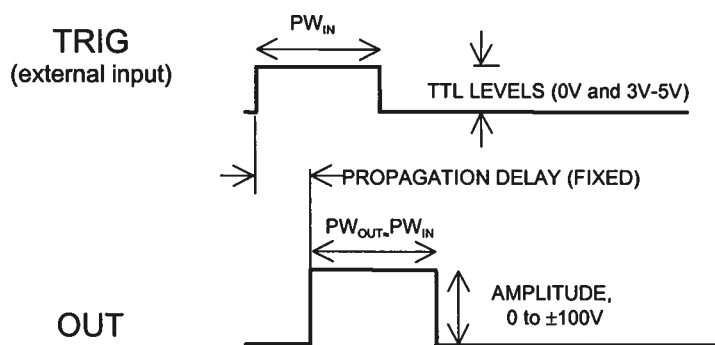 TRIG
(external input)
PW_IN
TTL LEVELS (0V and 3V-5V)
PROPAGATION DELAY (FIXED)
PW_OUT≈PW_IN
OUT
AMPLITUDE,
0 to ±100V